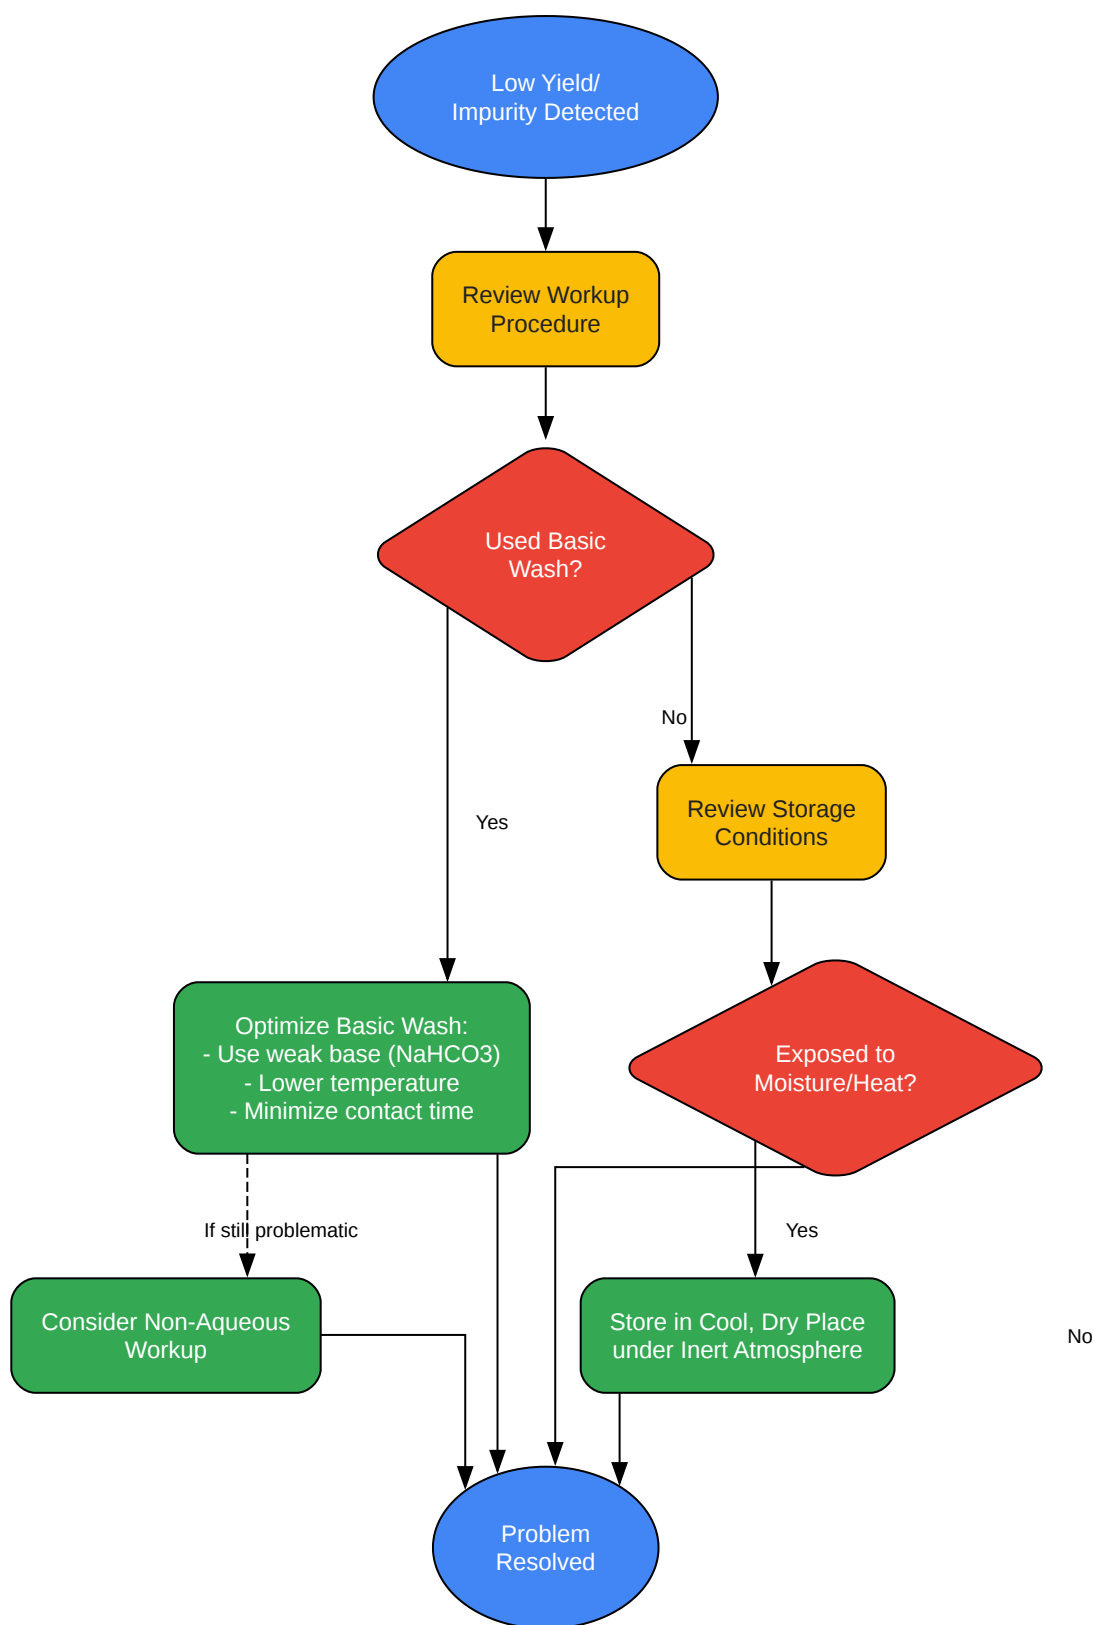 Low Yield/
Impurity Detected
Review Workup
Procedure
Used Basic
Wash?
No
Yes
Review Storage
Conditions
Optimize Basic Wash:
- Use weak base (NaHCO3)
- Lower temperature
- Minimize contact time
Exposed to
Moisture/Heat?
If still problematic
Yes
Consider Non-Aqueous
Workup
Store in Cool, Dry Place
under Inert Atmosphere
No
Problem
Resolved